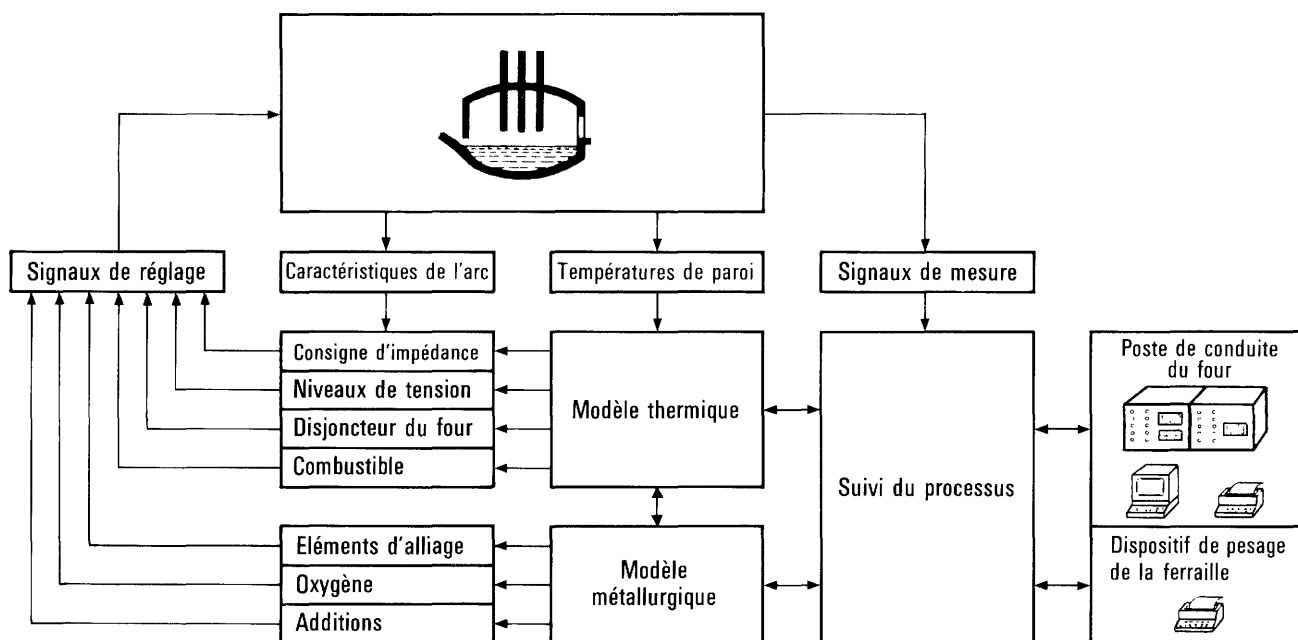 Signaux de réglage
Caractéristiques de l'arc
Températures de paroi
Signaux de mesure
Consigne d'impédance
Niveaux de tension
Disjoncteur du four
Combustible
Modèle thermique
Suivi du processus
Poste de conduite
du four
Eléments d'alliage
Oxygène
Additions
Modèle
métallurgique
Dispositif de pesage
de la ferraille